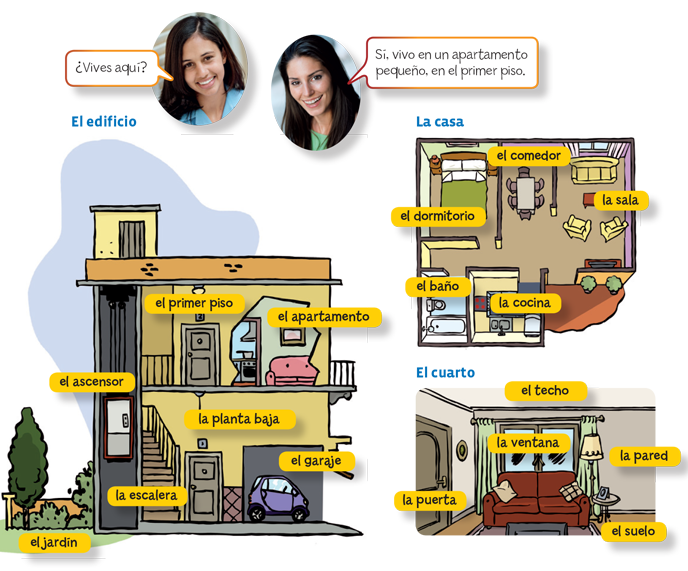 ¿Vives aquí?
Sí, vivo en un apartamento
pequeño, en el primer piso.
El edificio
el primer piso
el apartamento
el ascensor
la planta baja
el garaje
la escalera
el jardín
La casa
el comedor
la sala
el dormitorio
el baño
la cocina
El cuarto
el techo
la ventana
la pared
la puerta
el suelo